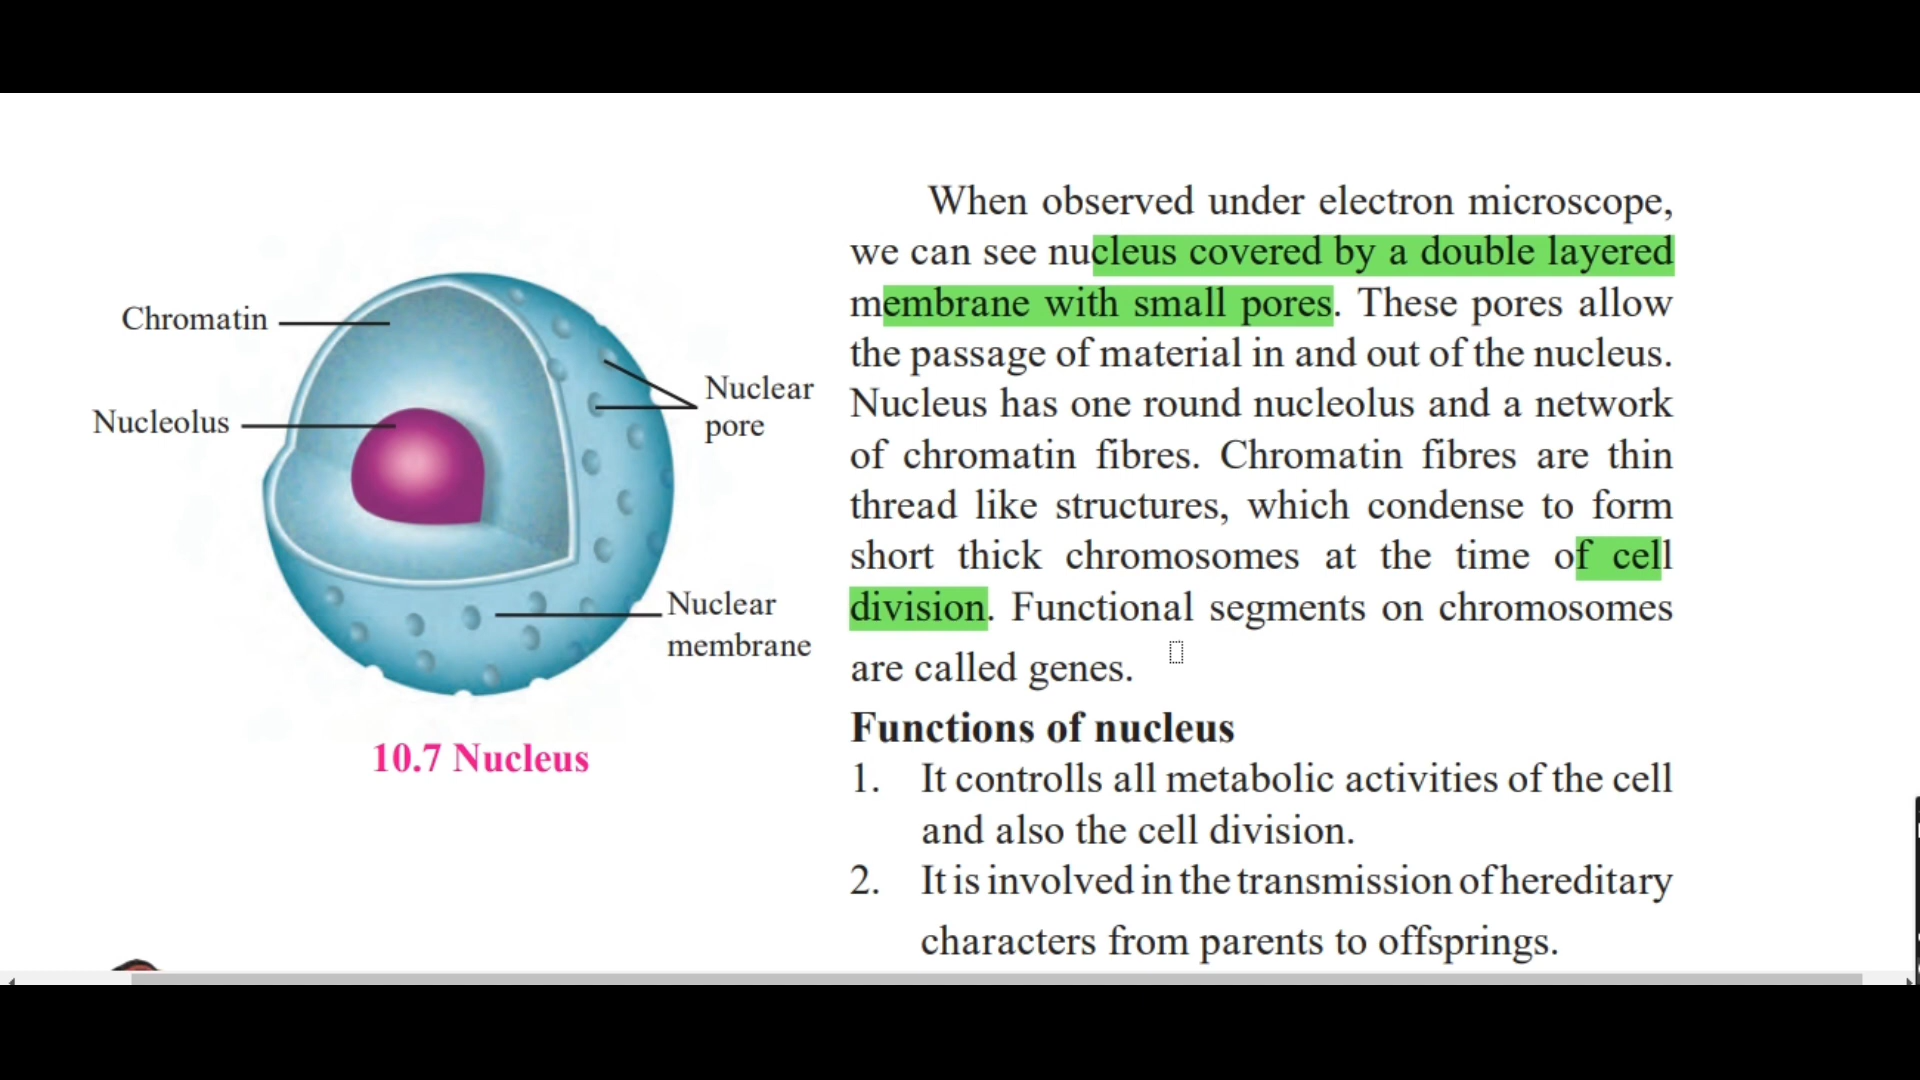 Chromatin
Nucleolus
Nuclear
pore
Nuclear
membrane
10.7 Nucleus
When observed under electron microscope,
we can see nucleus covered by a double layered
membrane with small pores. These pores allow
the passage of material in and out of the nucleus.
Nucleus has one round nucleolus and a network
of chromatin fibres. Chromatin fibres are thin
thread like structures, which condense to form
short thick chromosomes at the time of cell
division. Functional segments on chromosomes
are called genes.
Functions of nucleus
1. It controlls all metabolic activities of the cell
and also the cell division.
2. It is involved in the transmission of hereditary
characters from parents to offsprings.